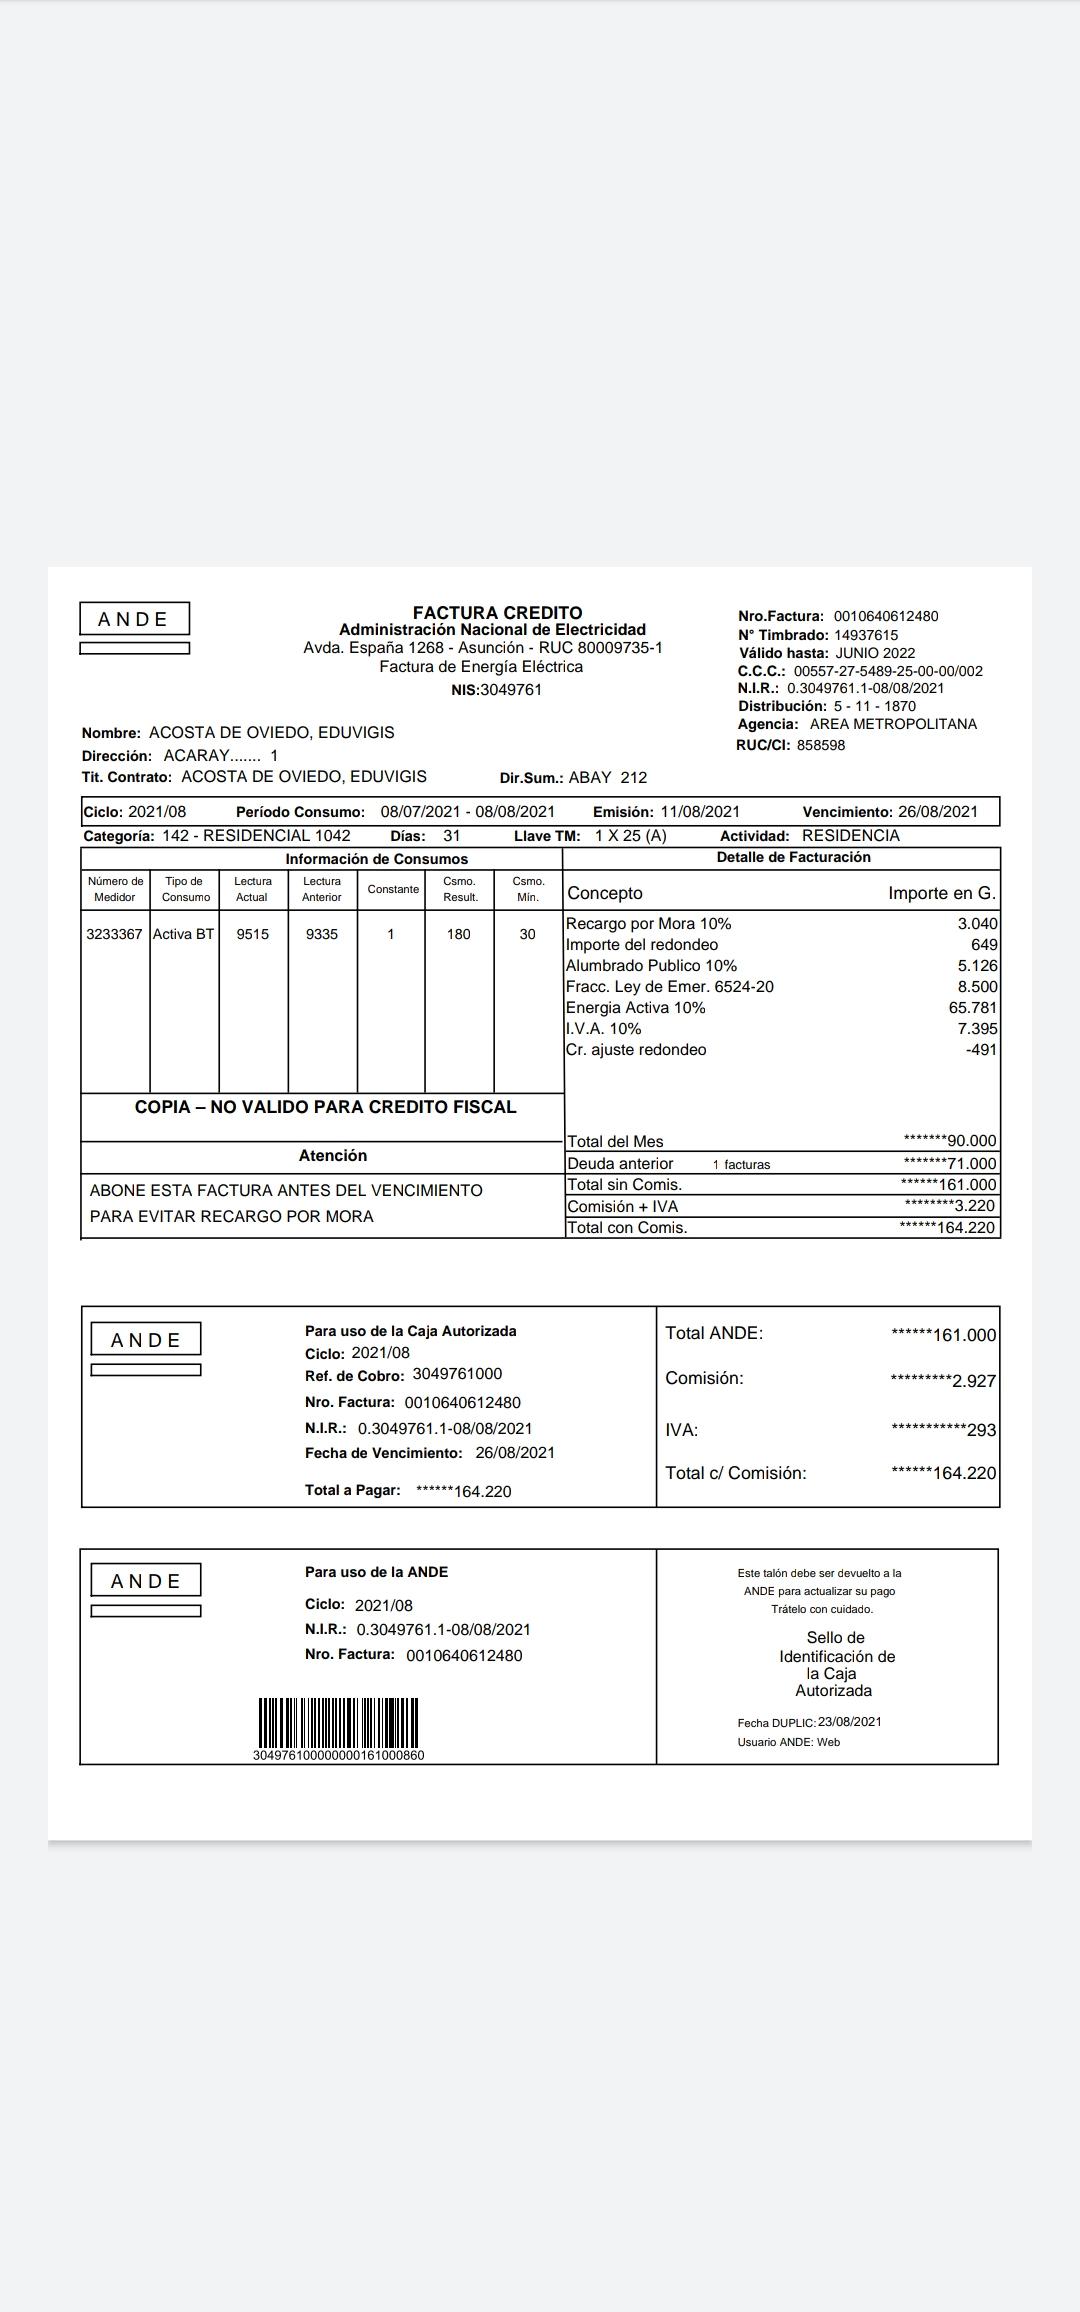 ANDE
FACTURA CREDITO
Administración Nacional de Electricidad
Avda. España 1268 - Asunción - RUC 80009735-1
Factura de Energía Eléctrica
NIS:3049761
Nro.Factura: 0010640612480
N° Timbrado: 14937615
Válido hasta: JUNIO 2022
C.C.C.: 00557-27-5489-25-00-00/002
N.I.R.: 0.3049761.1-08/08/2021
Distribución: 5 - 11 - 1870
Agencia: AREA METROPOLITANA
RUC/CI: 858598
Nombre: ACOSTA DE OVIEDO, EDUVIGIS
Dirección: ACARAY....... 1
Tit. Contrato: ACOSTA DE OVIEDO, EDUVIGIS Dir.Sum.: ABAY 212
Ciclo: 2021/08 Período Consumo: 08/07/2021 - 08/08/2021 Emisión: 11/08/2021 Vencimiento: 26/08/2021
Categoría: 142 - RESIDENCIAL 1042 Días: 31 Llave TM: 1 X 25 (A) Actividad: RESIDENCIA
Información de Consumos
Número de Medidor Tipo de Consumo Lectura Actual Lectura Anterior Constante Csmo. Result. Csmo. Mín.
3233367 Activa BT 9515 9335 1 180 30
COPIA – NO VALIDO PARA CREDITO FISCAL
Atención
ABONE ESTA FACTURA ANTES DEL VENCIMIENTO
PARA EVITAR RECARGO POR MORA
Detalle de Facturación
Concepto Importe en G.
Recargo por Mora 10% 3.040
Importe del redondeo 649
Alumbrado Publico 10% 5.126
Fracc. Ley de Emer. 6524-20 8.500
Energia Activa 10% 65.781
I.V.A. 10% 7.395
Cr. ajuste redondeo -491
Total del Mes *******90.000
Deuda anterior 1 facturas *******71.000
Total sin Comis. ******161.000
Comisión + IVA ********3.220
Total con Comis. ******164.220
ANDE
Para uso de la Caja Autorizada
Ciclo: 2021/08
Ref. de Cobro: 3049761000
Nro. Factura: 0010640612480
N.I.R.: 0.3049761.1-08/08/2021
Fecha de Vencimiento: 26/08/2021
Total a Pagar: ******164.220
Total ANDE: ******161.000
Comisión: *********2.927
IVA: ***********293
Total c/ Comisión: ******164.220
ANDE
Para uso de la ANDE
Ciclo: 2021/08
N.I.R.: 0.3049761.1-08/08/2021
Nro. Factura: 0010640612480
304976100000000161000860
Este talón debe ser devuelto a la
ANDE para actualizar su pago
Trátelo con cuidado.
Sello de
Identificación de
la Caja
Autorizada
Fecha DUPLIC: 23/08/2021
Usuario ANDE: Web